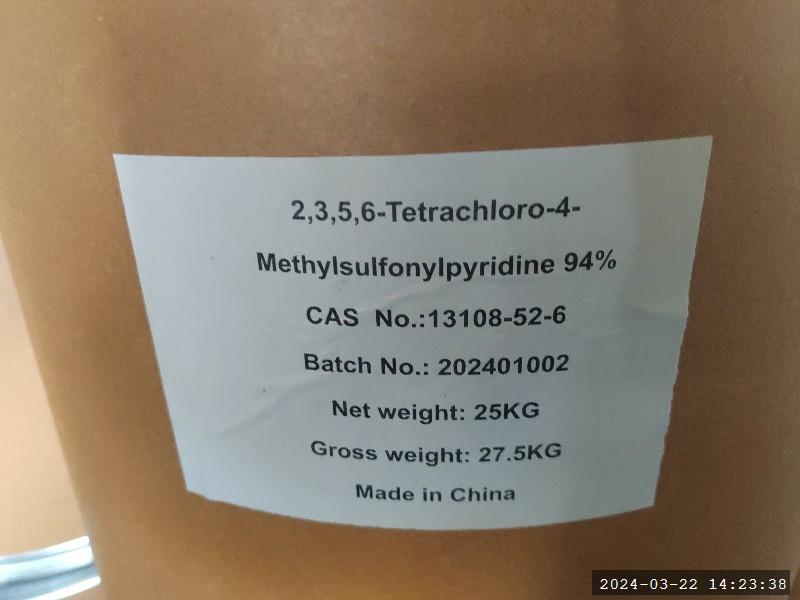 2,3,5,6-Tetrachloro-4-
Methylsulfonylpyridine 94%
CAS No.:13108-52-6
Batch No.: 202401002
Net weight: 25KG
Gross weight: 27.5KG
Made in China
2024-03-22 14:23:38